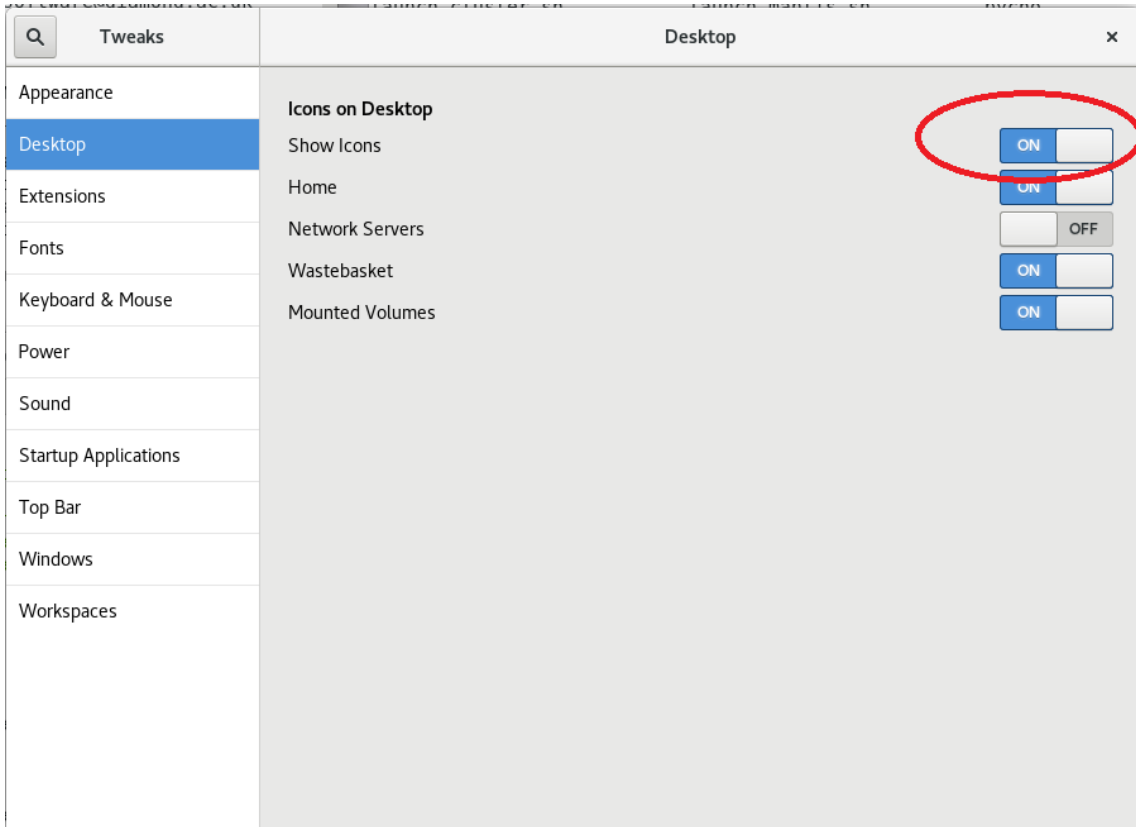 Tweaks
Desktop
×
Appearance
Desktop
Extensions
Fonts
Keyboard & Mouse
Power
Sound
Startup Applications
Top Bar
Windows
Workspaces
Icons on Desktop
Show Icons ON
Home ON
Network Servers OFF
Wastebasket ON
Mounted Volumes ON